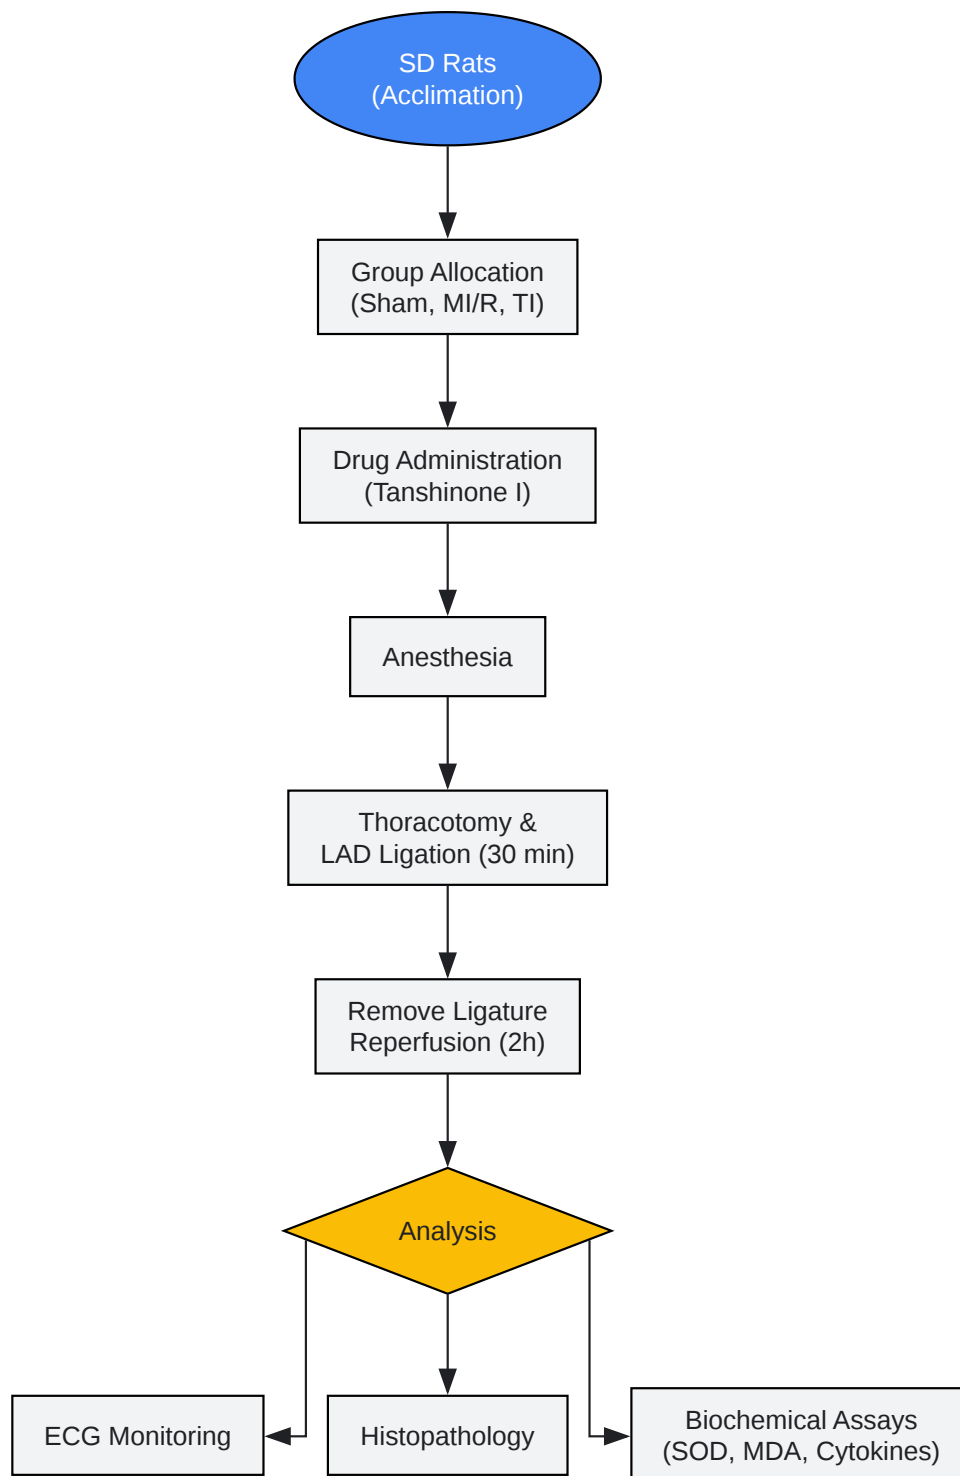 SD Rats
(Acclimation)
Group Allocation
(Sham, MI/R, TI)
Drug Administration
(Tanshinone I)
Anesthesia
Thoracotomy &
LAD Ligation (30 min)
Remove Ligature
Reperfusion (2h)
Analysis
ECG Monitoring
Histopathology
Biochemical Assays
(SOD, MDA, Cytokines)